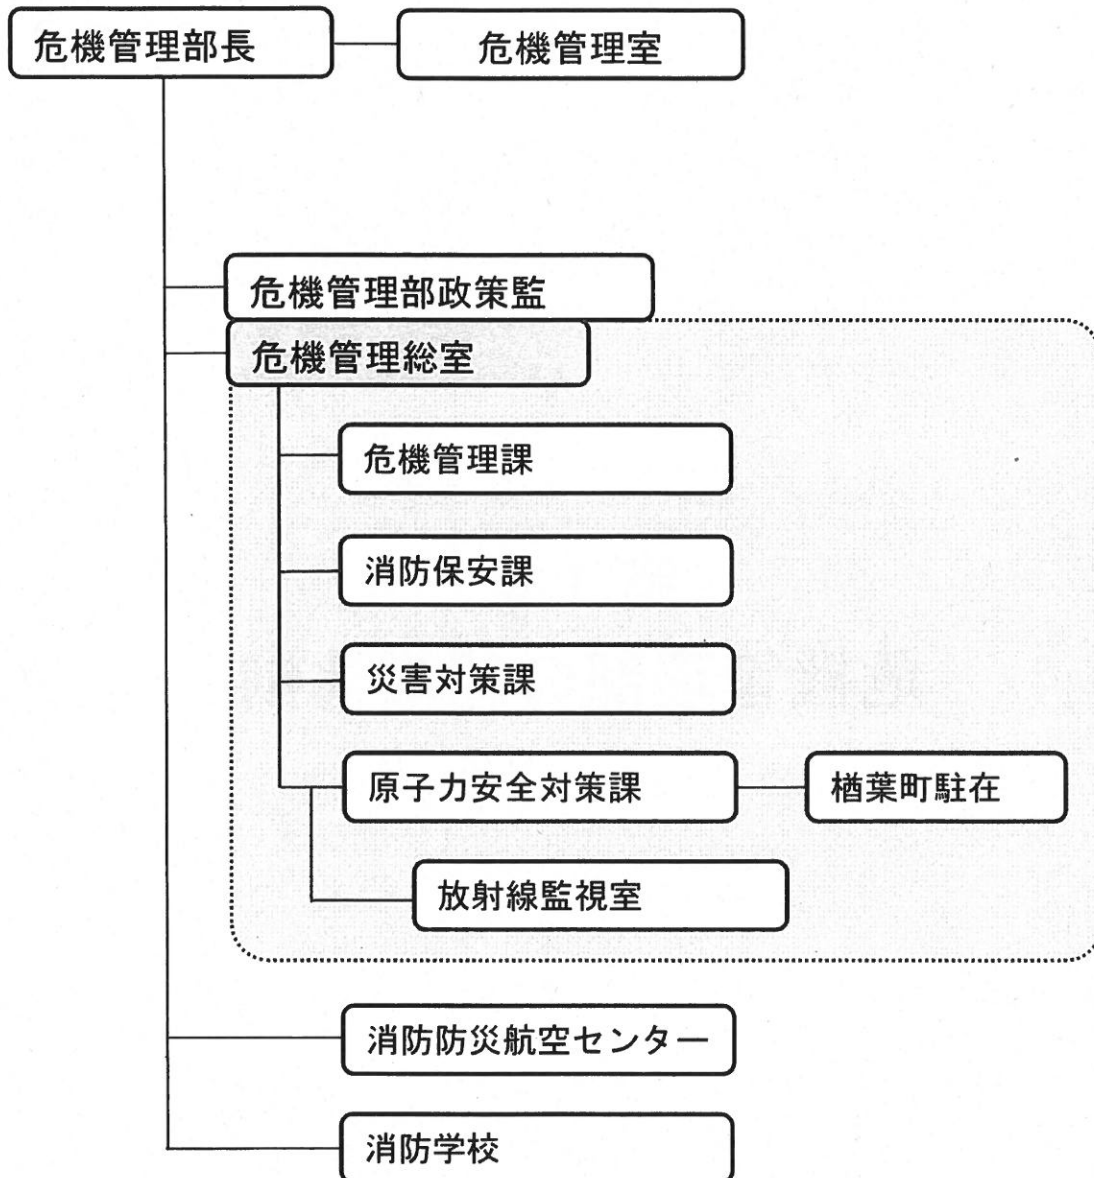 危機管理部長
危機管理室
危機管理部政策監
危機管理総室
危機管理課
消防保安課
災害対策課
原子力安全対策課
楢葉町駐在
放射線監視室
消防防災航空センター
消防学校